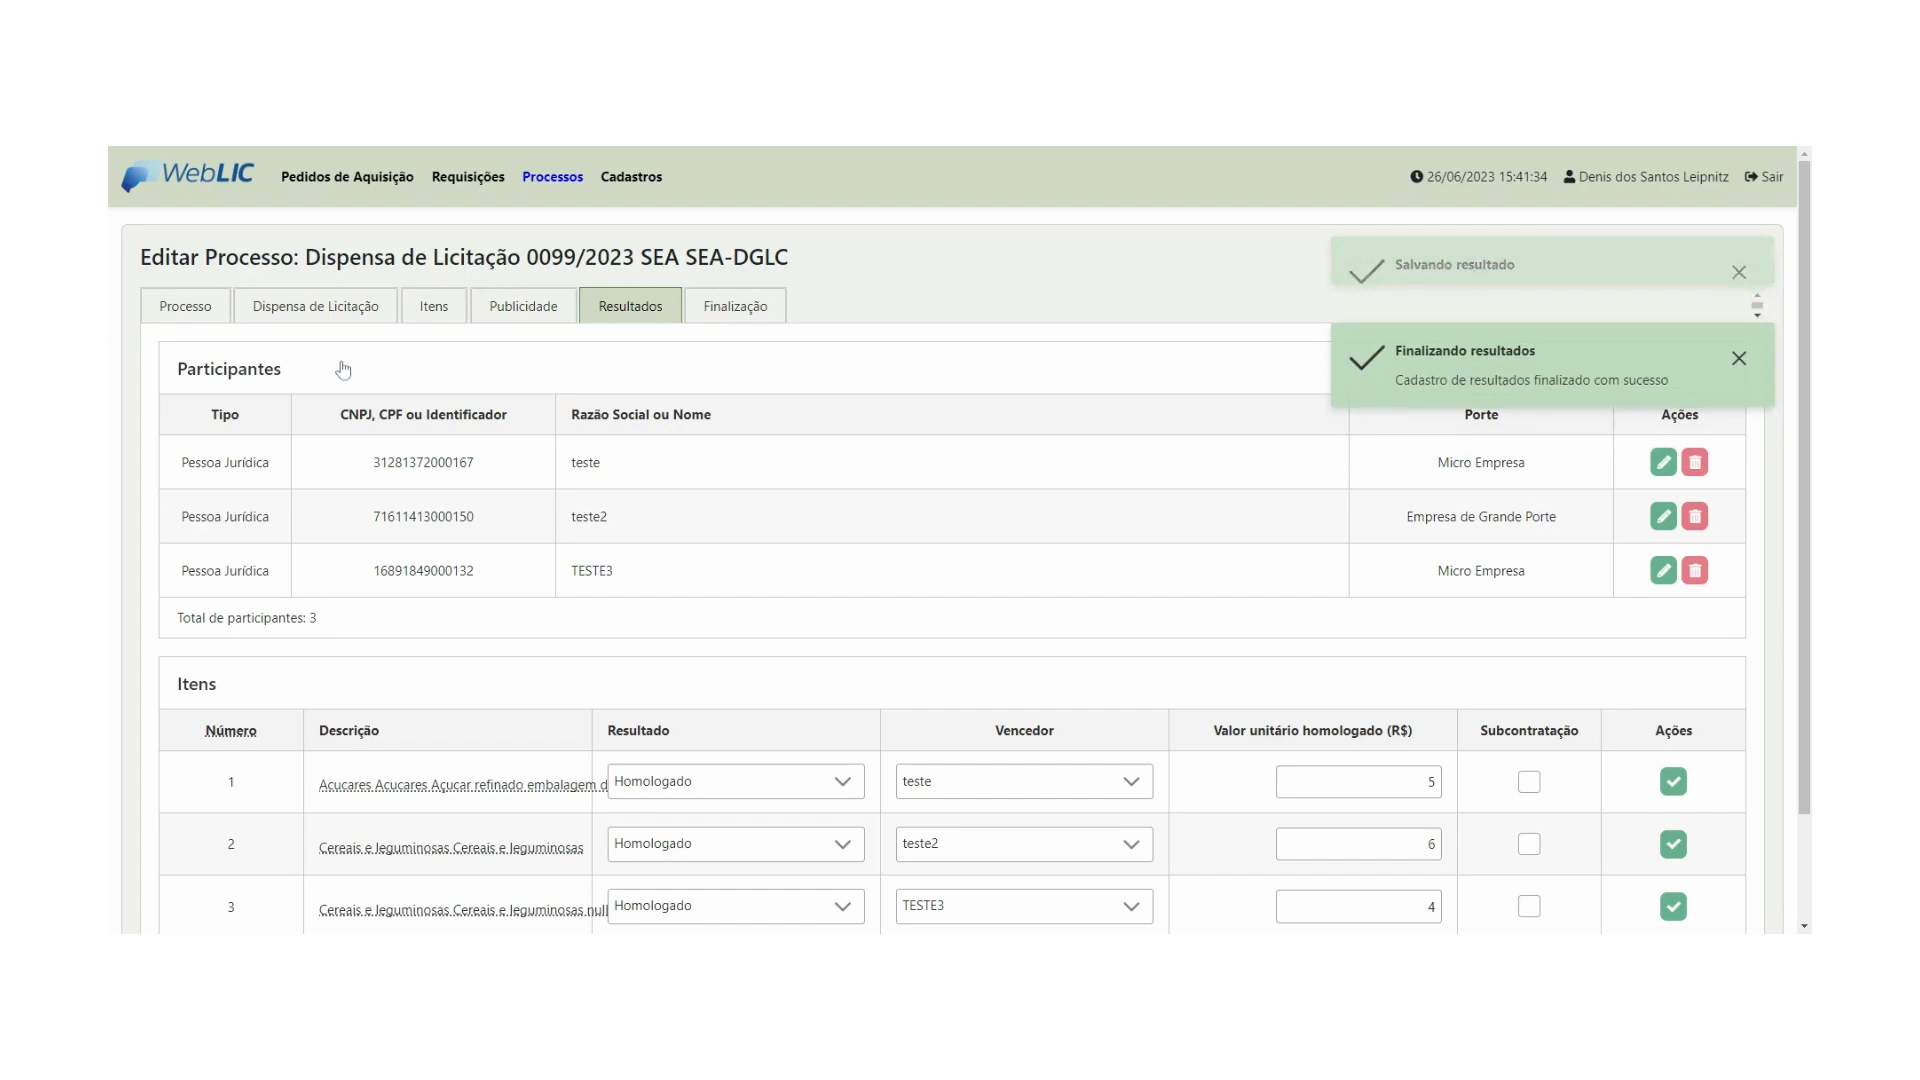 WebLIC Pedidos de Aquisição Requisições Processos Cadastros 26/06/2023 15:41:34 Denis dos Santos Leipnitz Sair
Editar Processo: Dispensa de Licitação 0099/2023 SEA SEA-DGLC
Salvando resultado
Processo Dispensa de Licitação Itens Publicidade Resultados Finalização
Finalizando resultados
Cadastro de resultados finalizado com sucesso
Participantes
Tipo CNPJ, CPF ou Identificador Razão Social ou Nome Porte Ações
Pessoa Jurídica 31281372000167 teste Micro Empresa
Pessoa Jurídica 71611413000150 teste2 Empresa de Grande Porte
Pessoa Jurídica 16891849000132 TESTE3 Micro Empresa
Total de participantes: 3
Itens
Número Descrição Resultado Vencedor Valor unitário homologado (R$) Subcontratação Ações
1 Acucares Acucares Açucar refinado embalagem d Homologado teste 5
2 Cereais e leguminosas Cereais e leguminosas Homologado teste2 6
3 Cereais e leguminosas Cereais e leguminosas null Homologado TESTE3 4